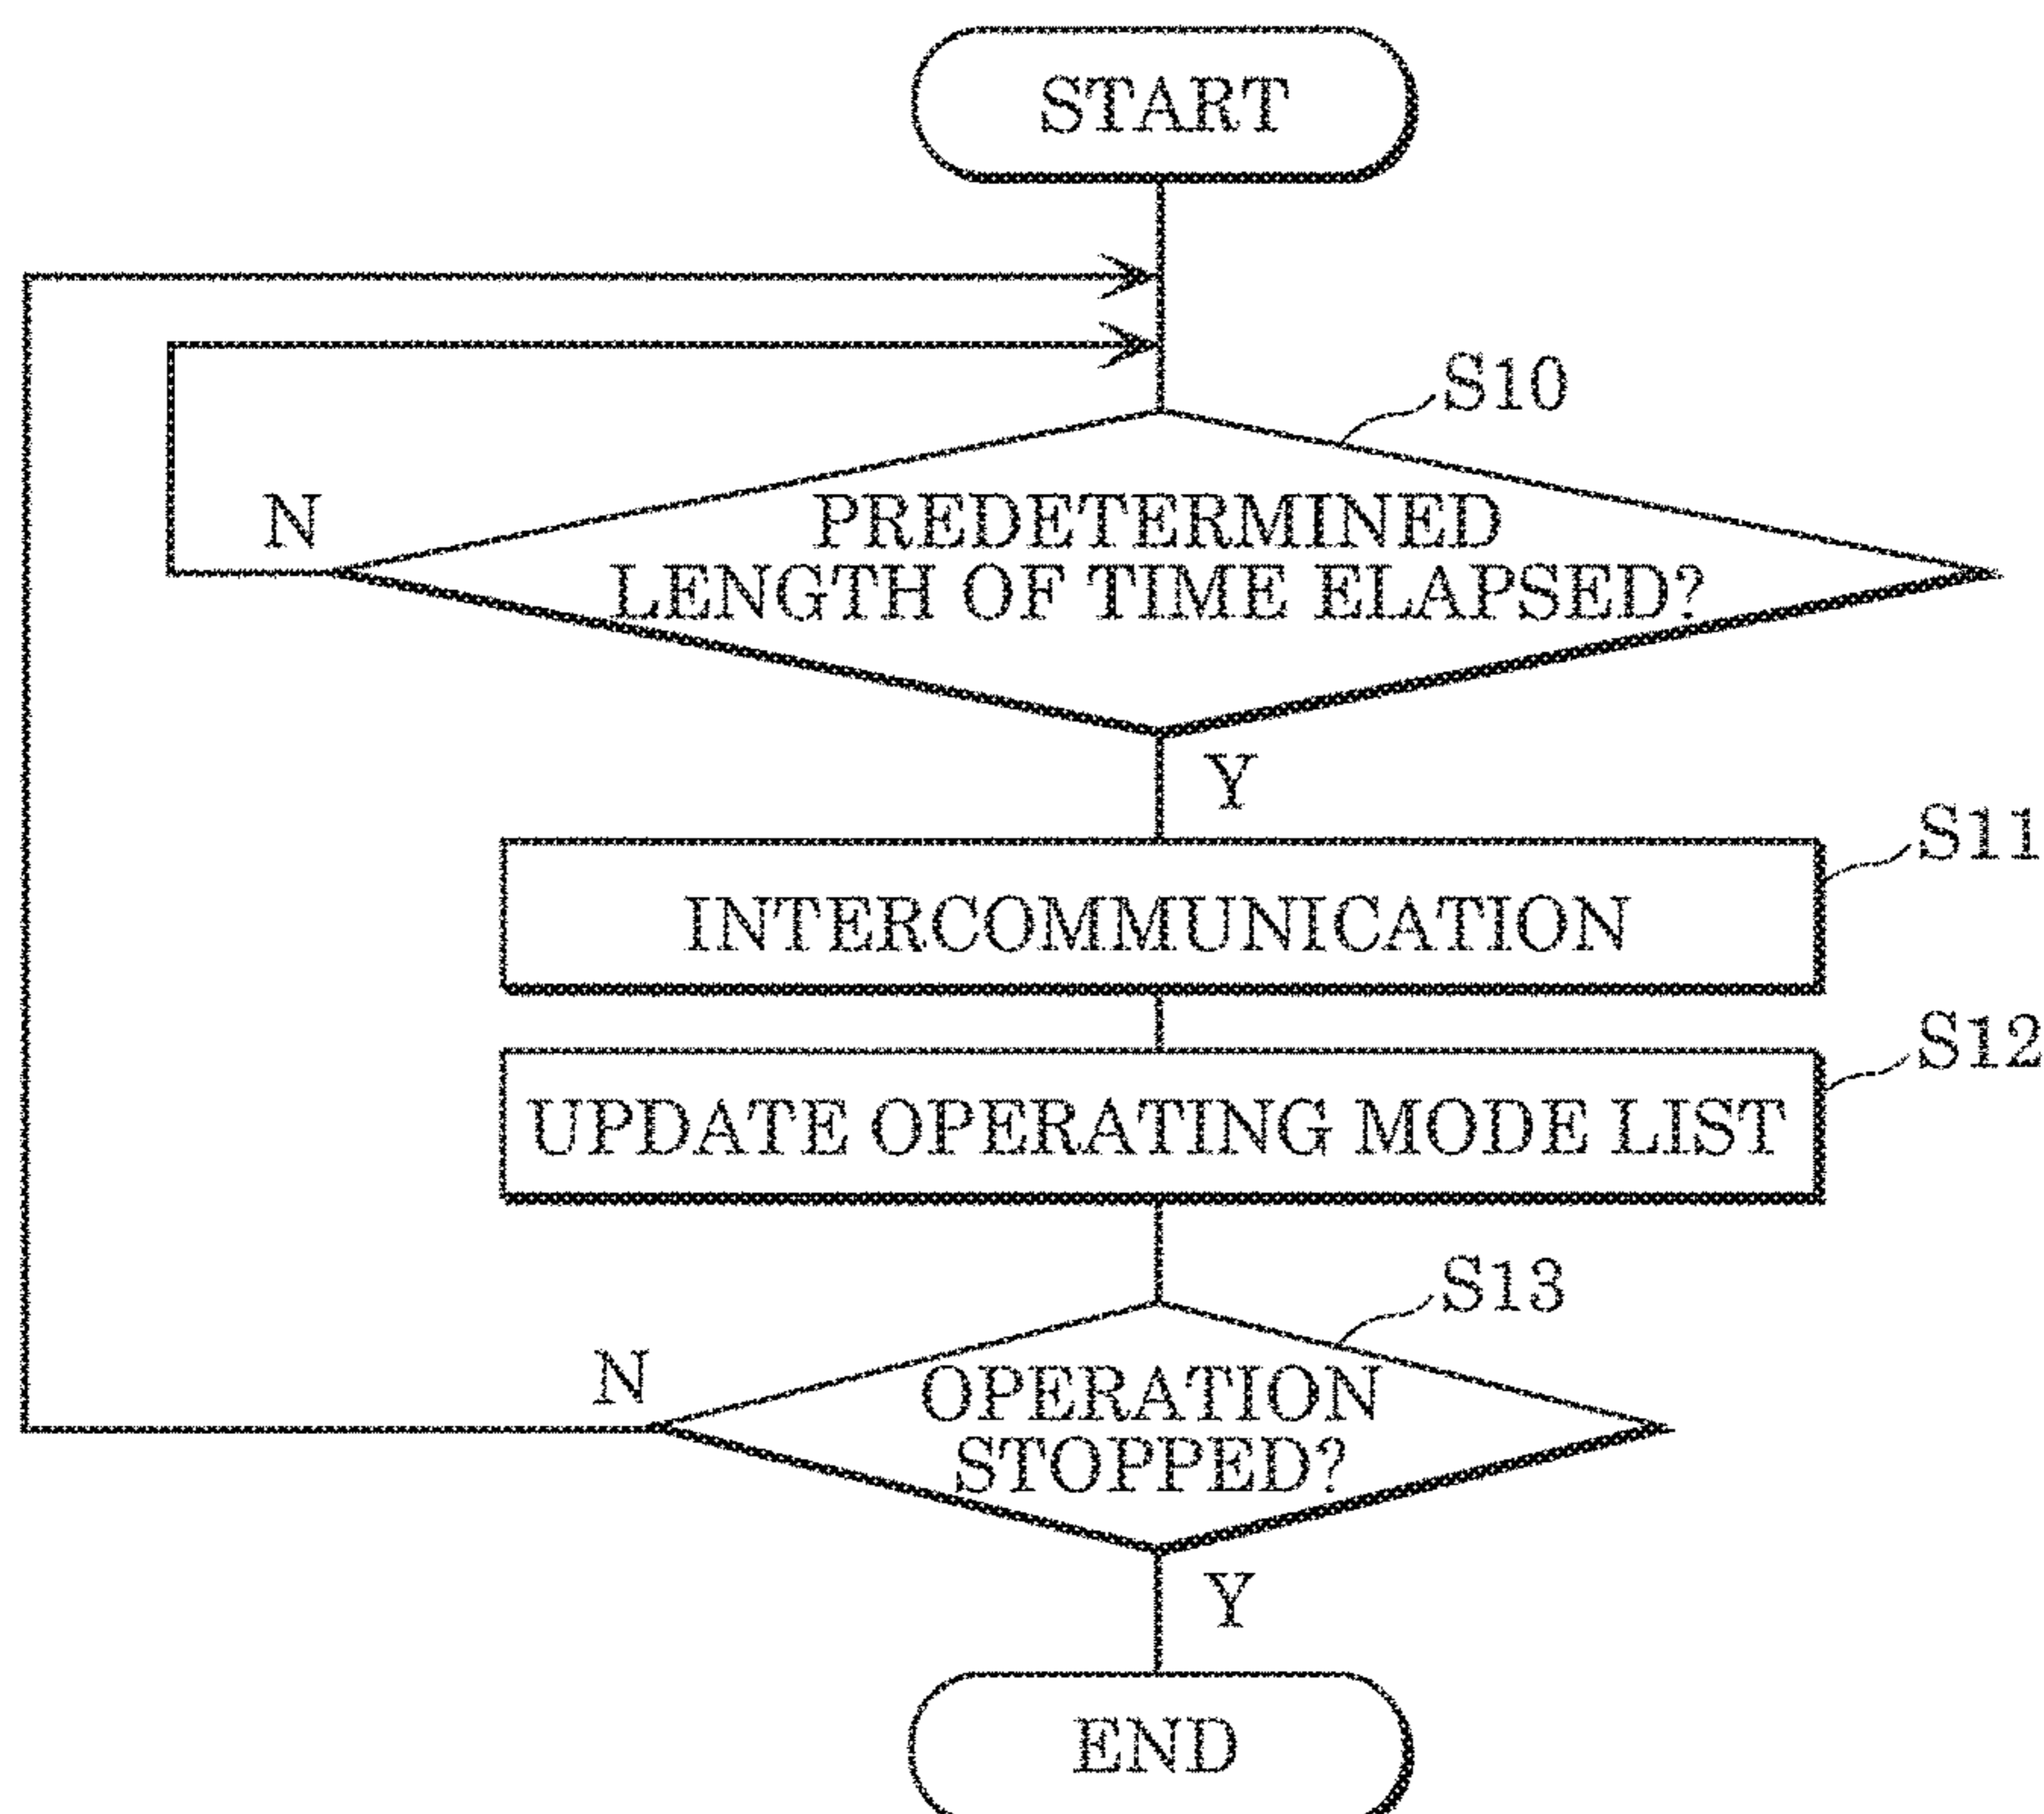 START
S10
N
PREDETERMINED
LENGTH OF TIME ELAPSED?
Y
S11
INTERCOMMUNICATION
S12
UPDATE OPERATING MODE LIST
S13
N
OPERATION
STOPPED?
Y
END